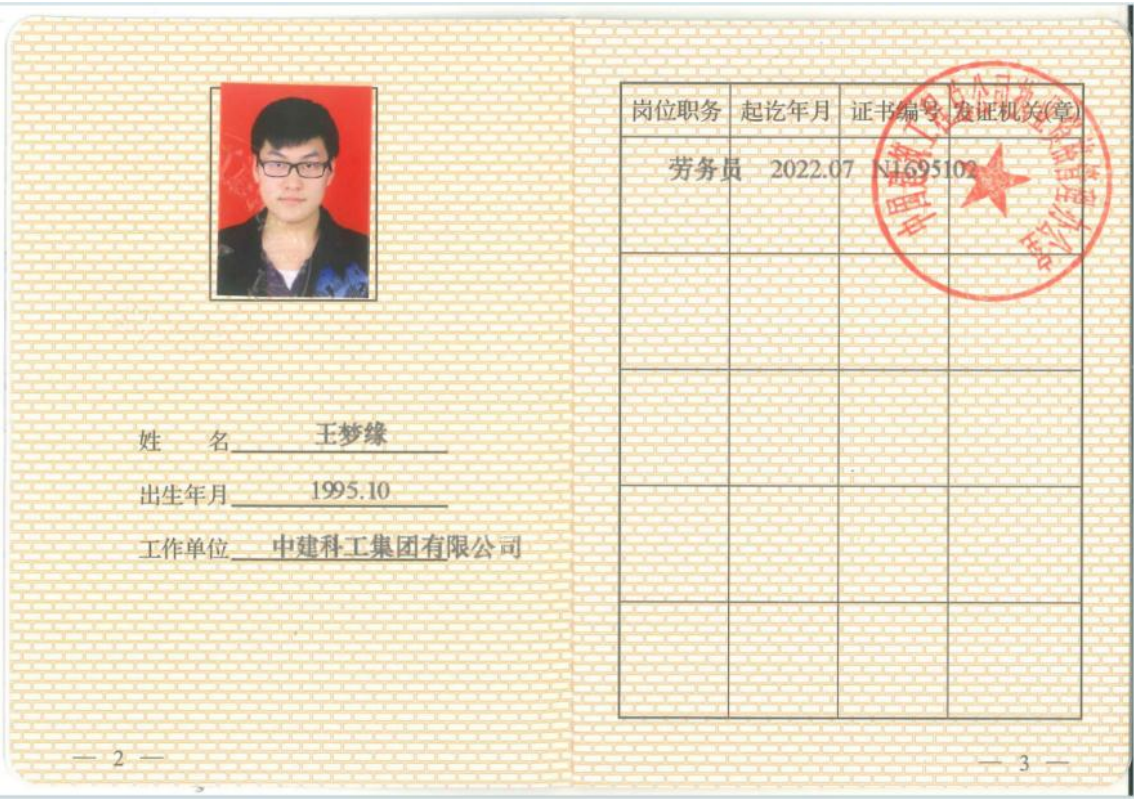 姓 名 王梦缘
出生年月 1995.10
工作单位 中建科工集团有限公司
— 2 —
岗位职务 起讫年月 证书编号 发证机关(章)
劳务员 2022.07 N1695102
— 3 —